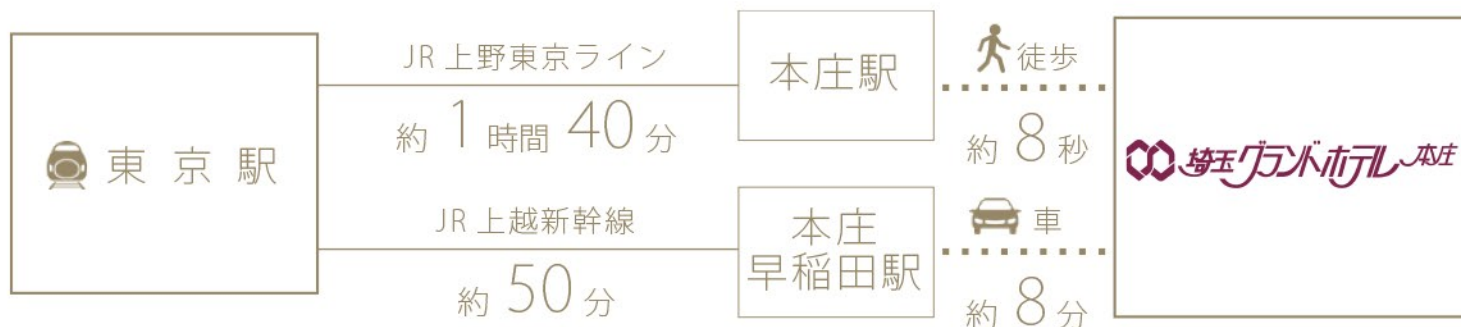 東京駅
JR 上野東京ライン
約 1 時間 40 分
本庄駅
徒歩
約 8 秒
JR 上越新幹線
約 50 分
本庄
早稲田駅
車
約 8 分
埼玉グランドホテル 本庄